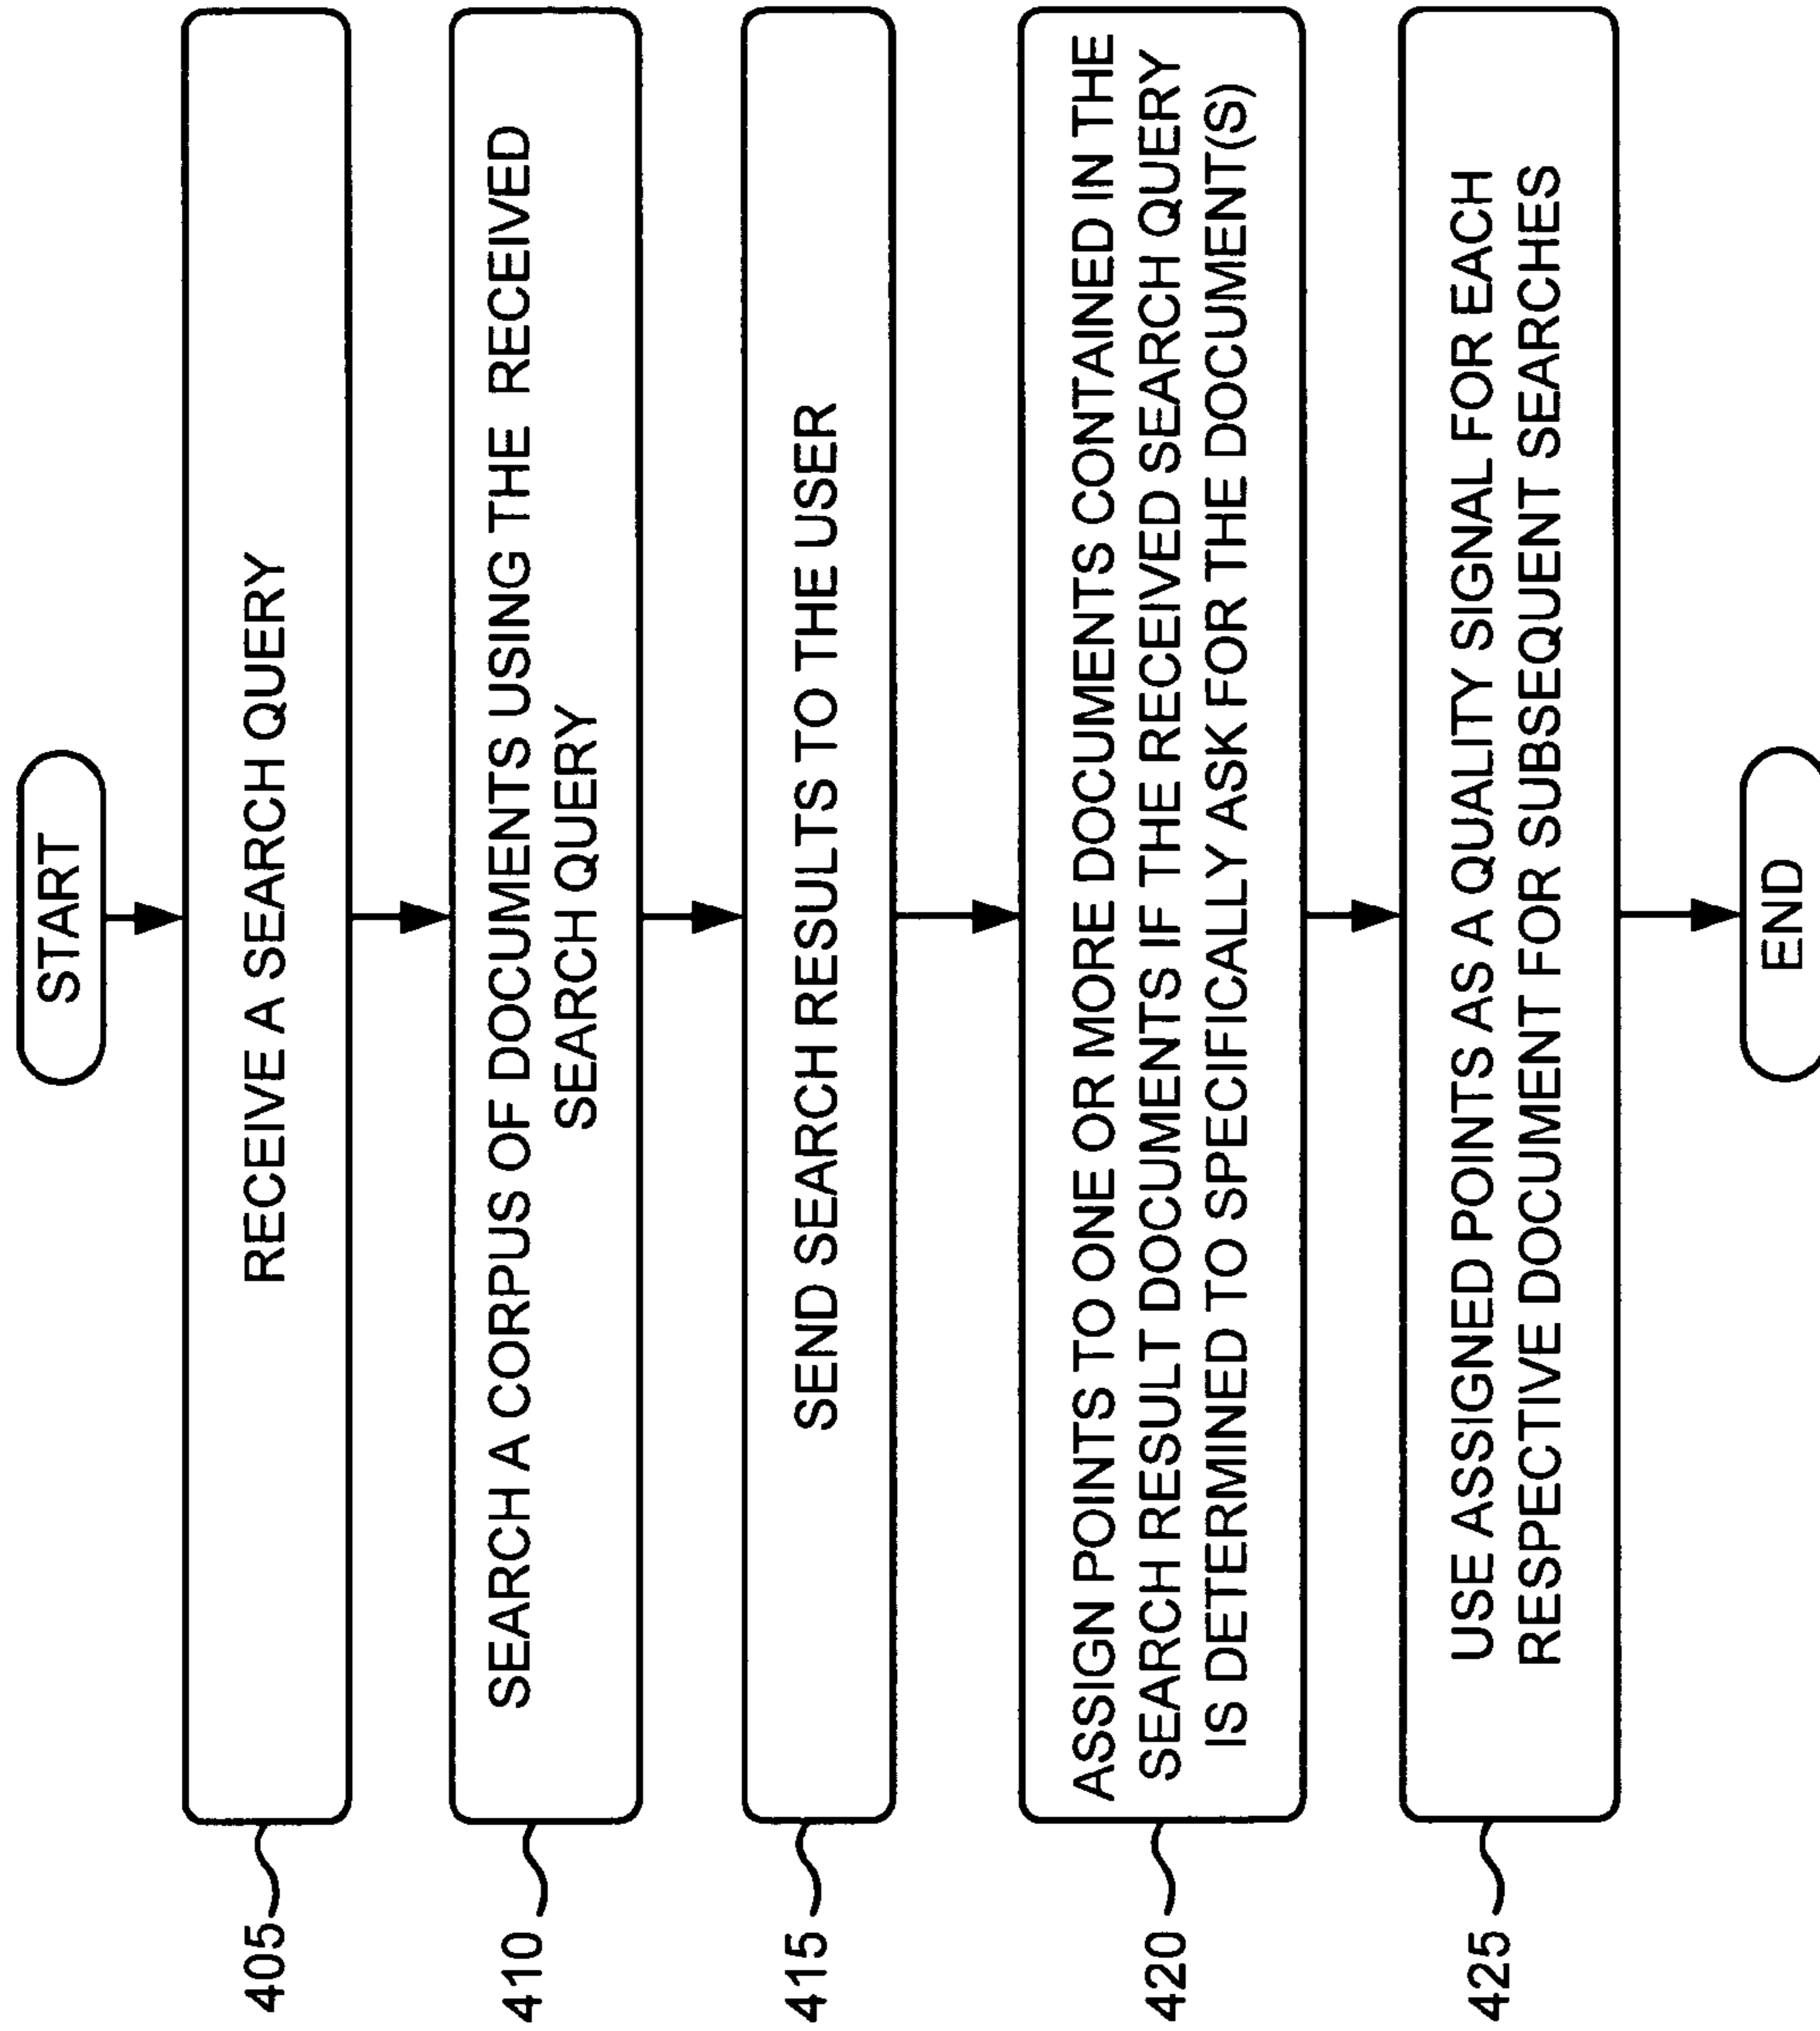 START
405
RECEIVE A SEARCH QUERY
410
SEARCH A CORPUS OF DOCUMENTS USING THE RECEIVED
SEARCH QUERY
415
SEND SEARCH RESULTS TO THE USER
420
ASSIGN POINTS TO ONE OR MORE DOCUMENTS CONTAINED IN THE
SEARCH RESULT DOCUMENTS IF THE RECEIVED SEARCH QUERY
IS DETERMINED TO SPECIFICALLY ASK FOR THE DOCUMENT(S)
425
USE ASSIGNED POINTS AS A QUALITY SIGNAL FOR EACH
RESPECTIVE DOCUMENT FOR SUBSEQUENT SEARCHES
END